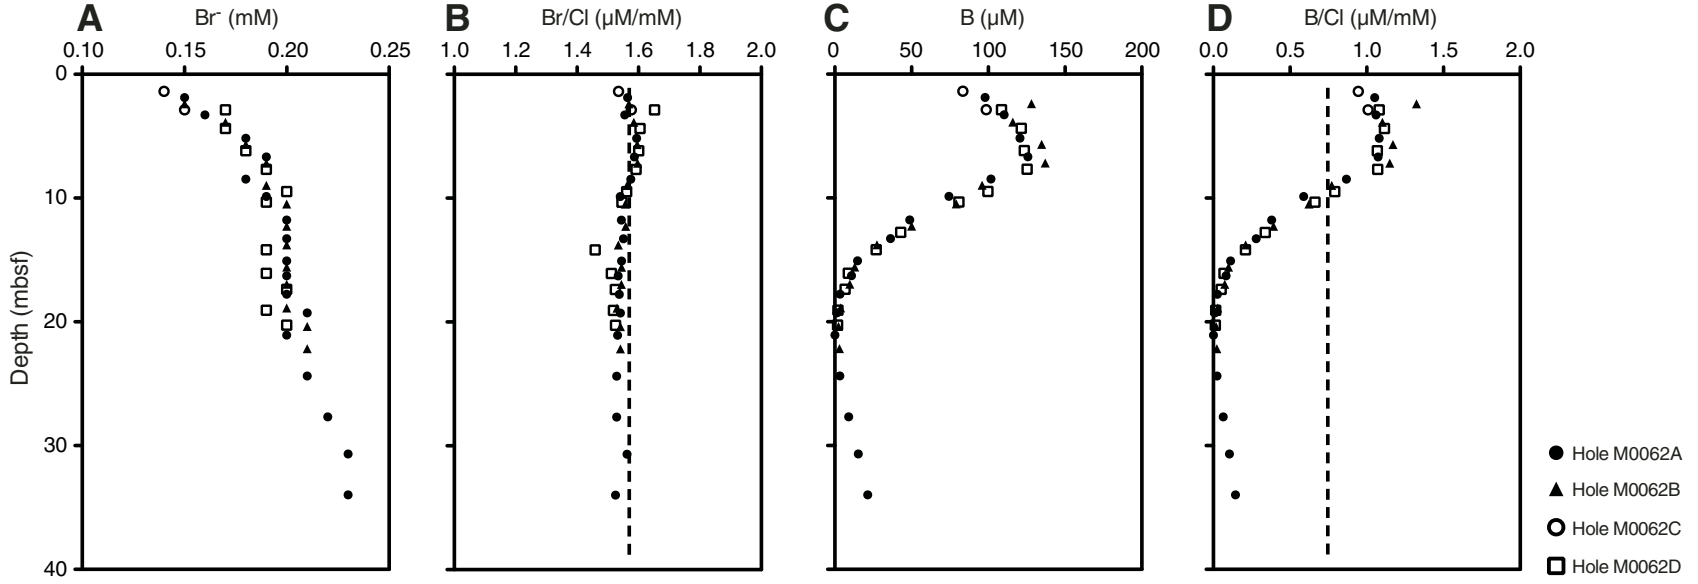 A Br⁻ (mM) B Br/Cl (µM/mM) C B (µM) D B/Cl (µM/mM)
0.10 0.15 0.20 0.25 1.0 1.2 1.4 1.6 1.8 2.0 0 50 100 150 200 0.0 0.5 1.0 1.5 2.0
0
10
20
30
40
Depth (mbsf)
Hole M0062A
Hole M0062B
Hole M0062C
Hole M0062D